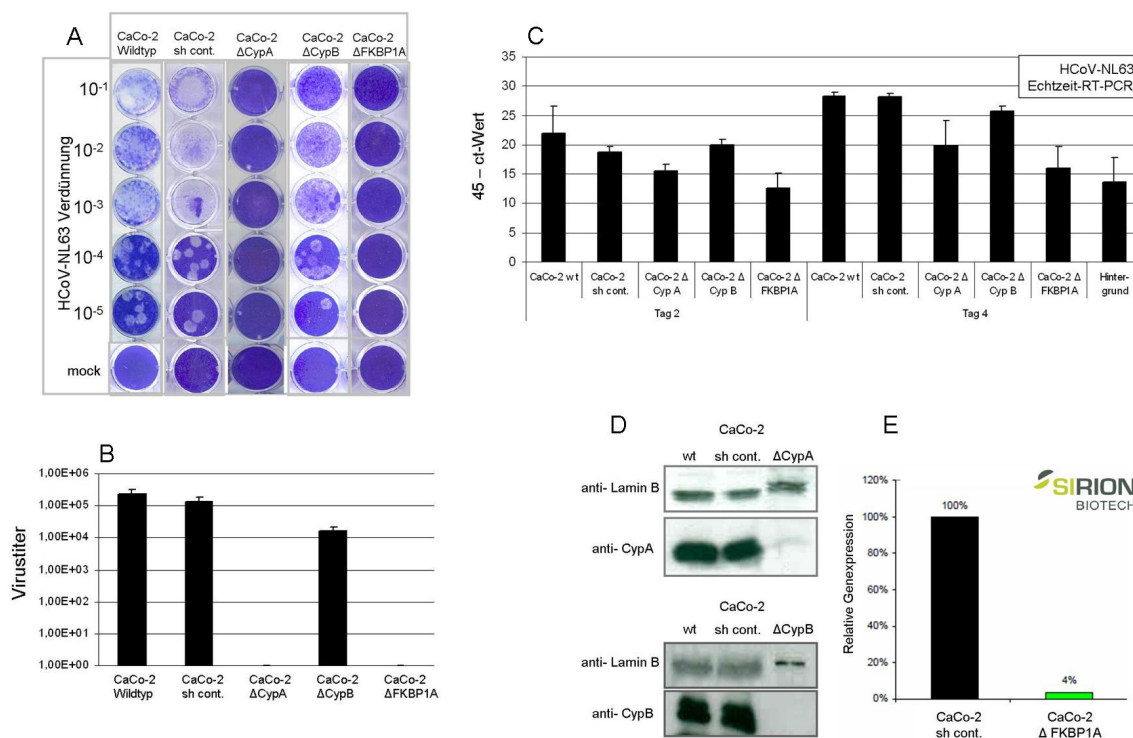 A
CaCo-2 Wildtyp
CaCo-2 sh cont.
CaCo-2 ΔCypA
CaCo-2 ΔCypB
CaCo-2 ΔFKBP1A
HCoV-NL63 Verdünnung
10-1
10-2
10-3
10-4
10-5
mock
B
Virustiter
1,00E+06
1,00E+05
1,00E+04
1,00E+03
1,00E+02
1,00E+01
1,00E+00
CaCo-2 Wildtyp
CaCo-2 sh cont.
CaCo-2 ΔCypA
CaCo-2 ΔCypB
CaCo-2 ΔFKBP1A
C
HCoV-NL63
Echtzeit-RT-PCR
45 – ct-Wert
35
30
25
20
15
10
5
0
CaCo-2 wt
CaCo-2 sh cont.
CaCo-2 Δ Cyp A
CaCo-2 Δ Cyp B
CaCo-2 Δ FKBP1A
CaCo-2 wt
CaCo-2 sh cont.
CaCo-2 Δ Cyp A
CaCo-2 Δ Cyp B
CaCo-2 Δ FKBP1A
Hinter-grund
Tag 2
Tag 4
D
CaCo-2
wt sh cont. ΔCypA
anti- Lamin B
anti- CypA
CaCo-2
wt sh cont. ΔCypB
anti- Lamin B
anti- CypB
E
SIRION
BIOTECH
Relative Genexpression
120%
100%
80%
60%
40%
20%
0%
100%
4%
CaCo-2 sh cont.
CaCo-2 Δ FKBP1A